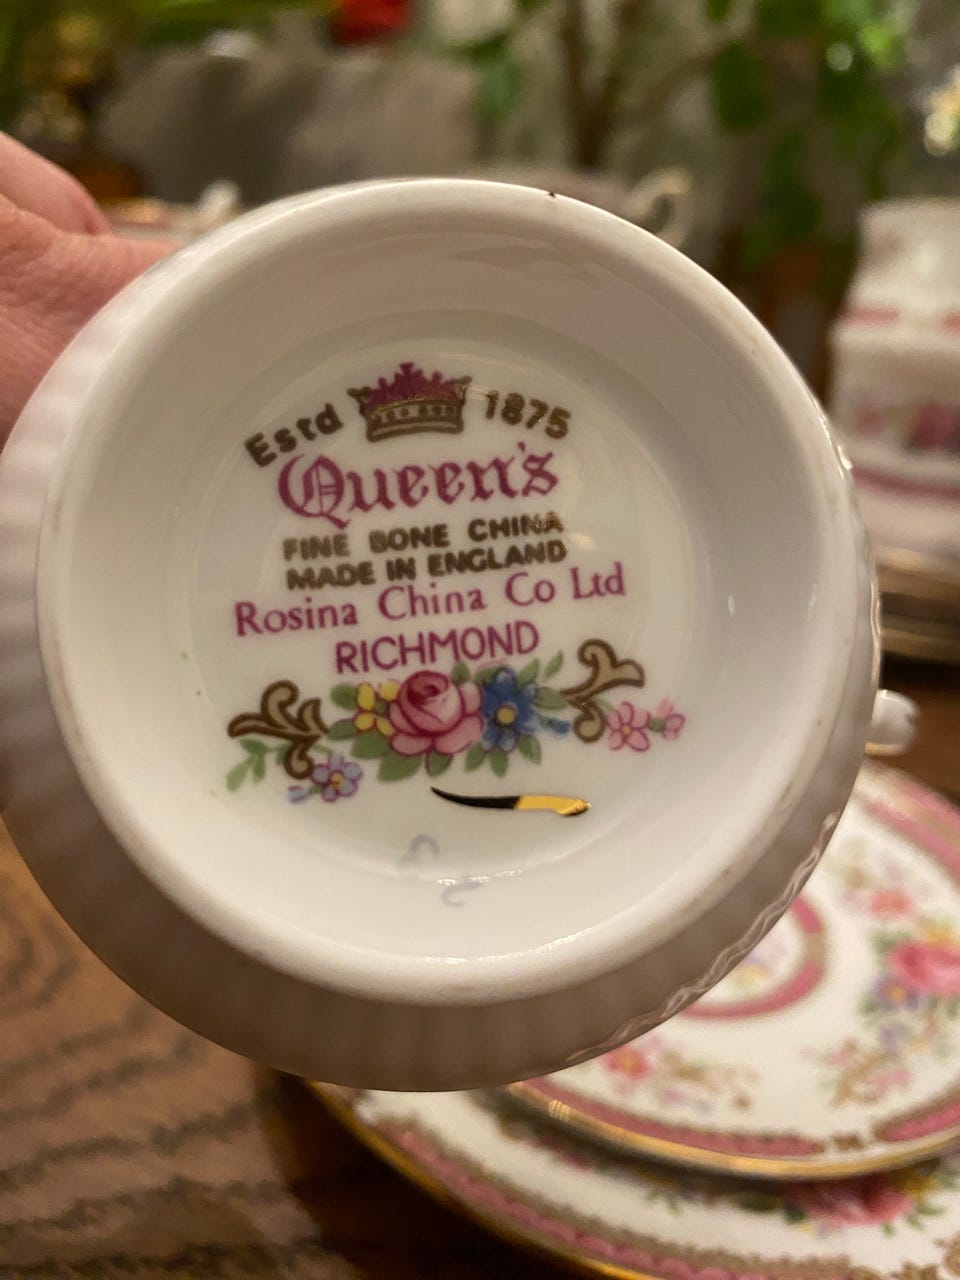 Estd 1875
Queen's
FINE BONE CHINA
MADE IN ENGLAND
Rosina China Co Ltd
RICHMOND